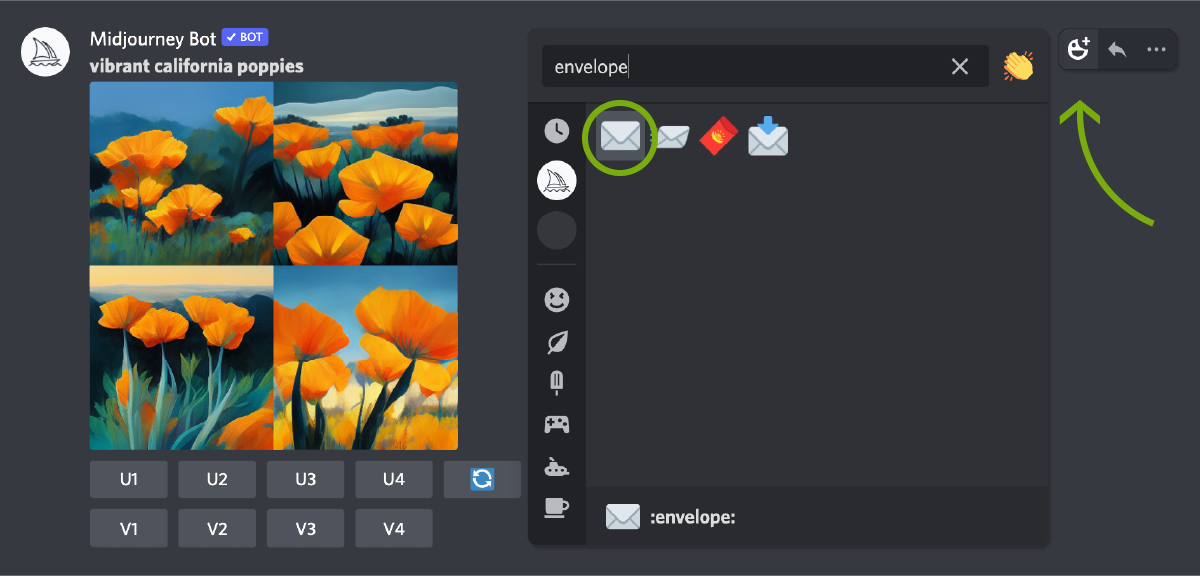 Midjourney Bot ✓ BOT
vibrant california poppies
envelope
U1 U2 U3 U4
V1 V2 V3 V4
:envelope: